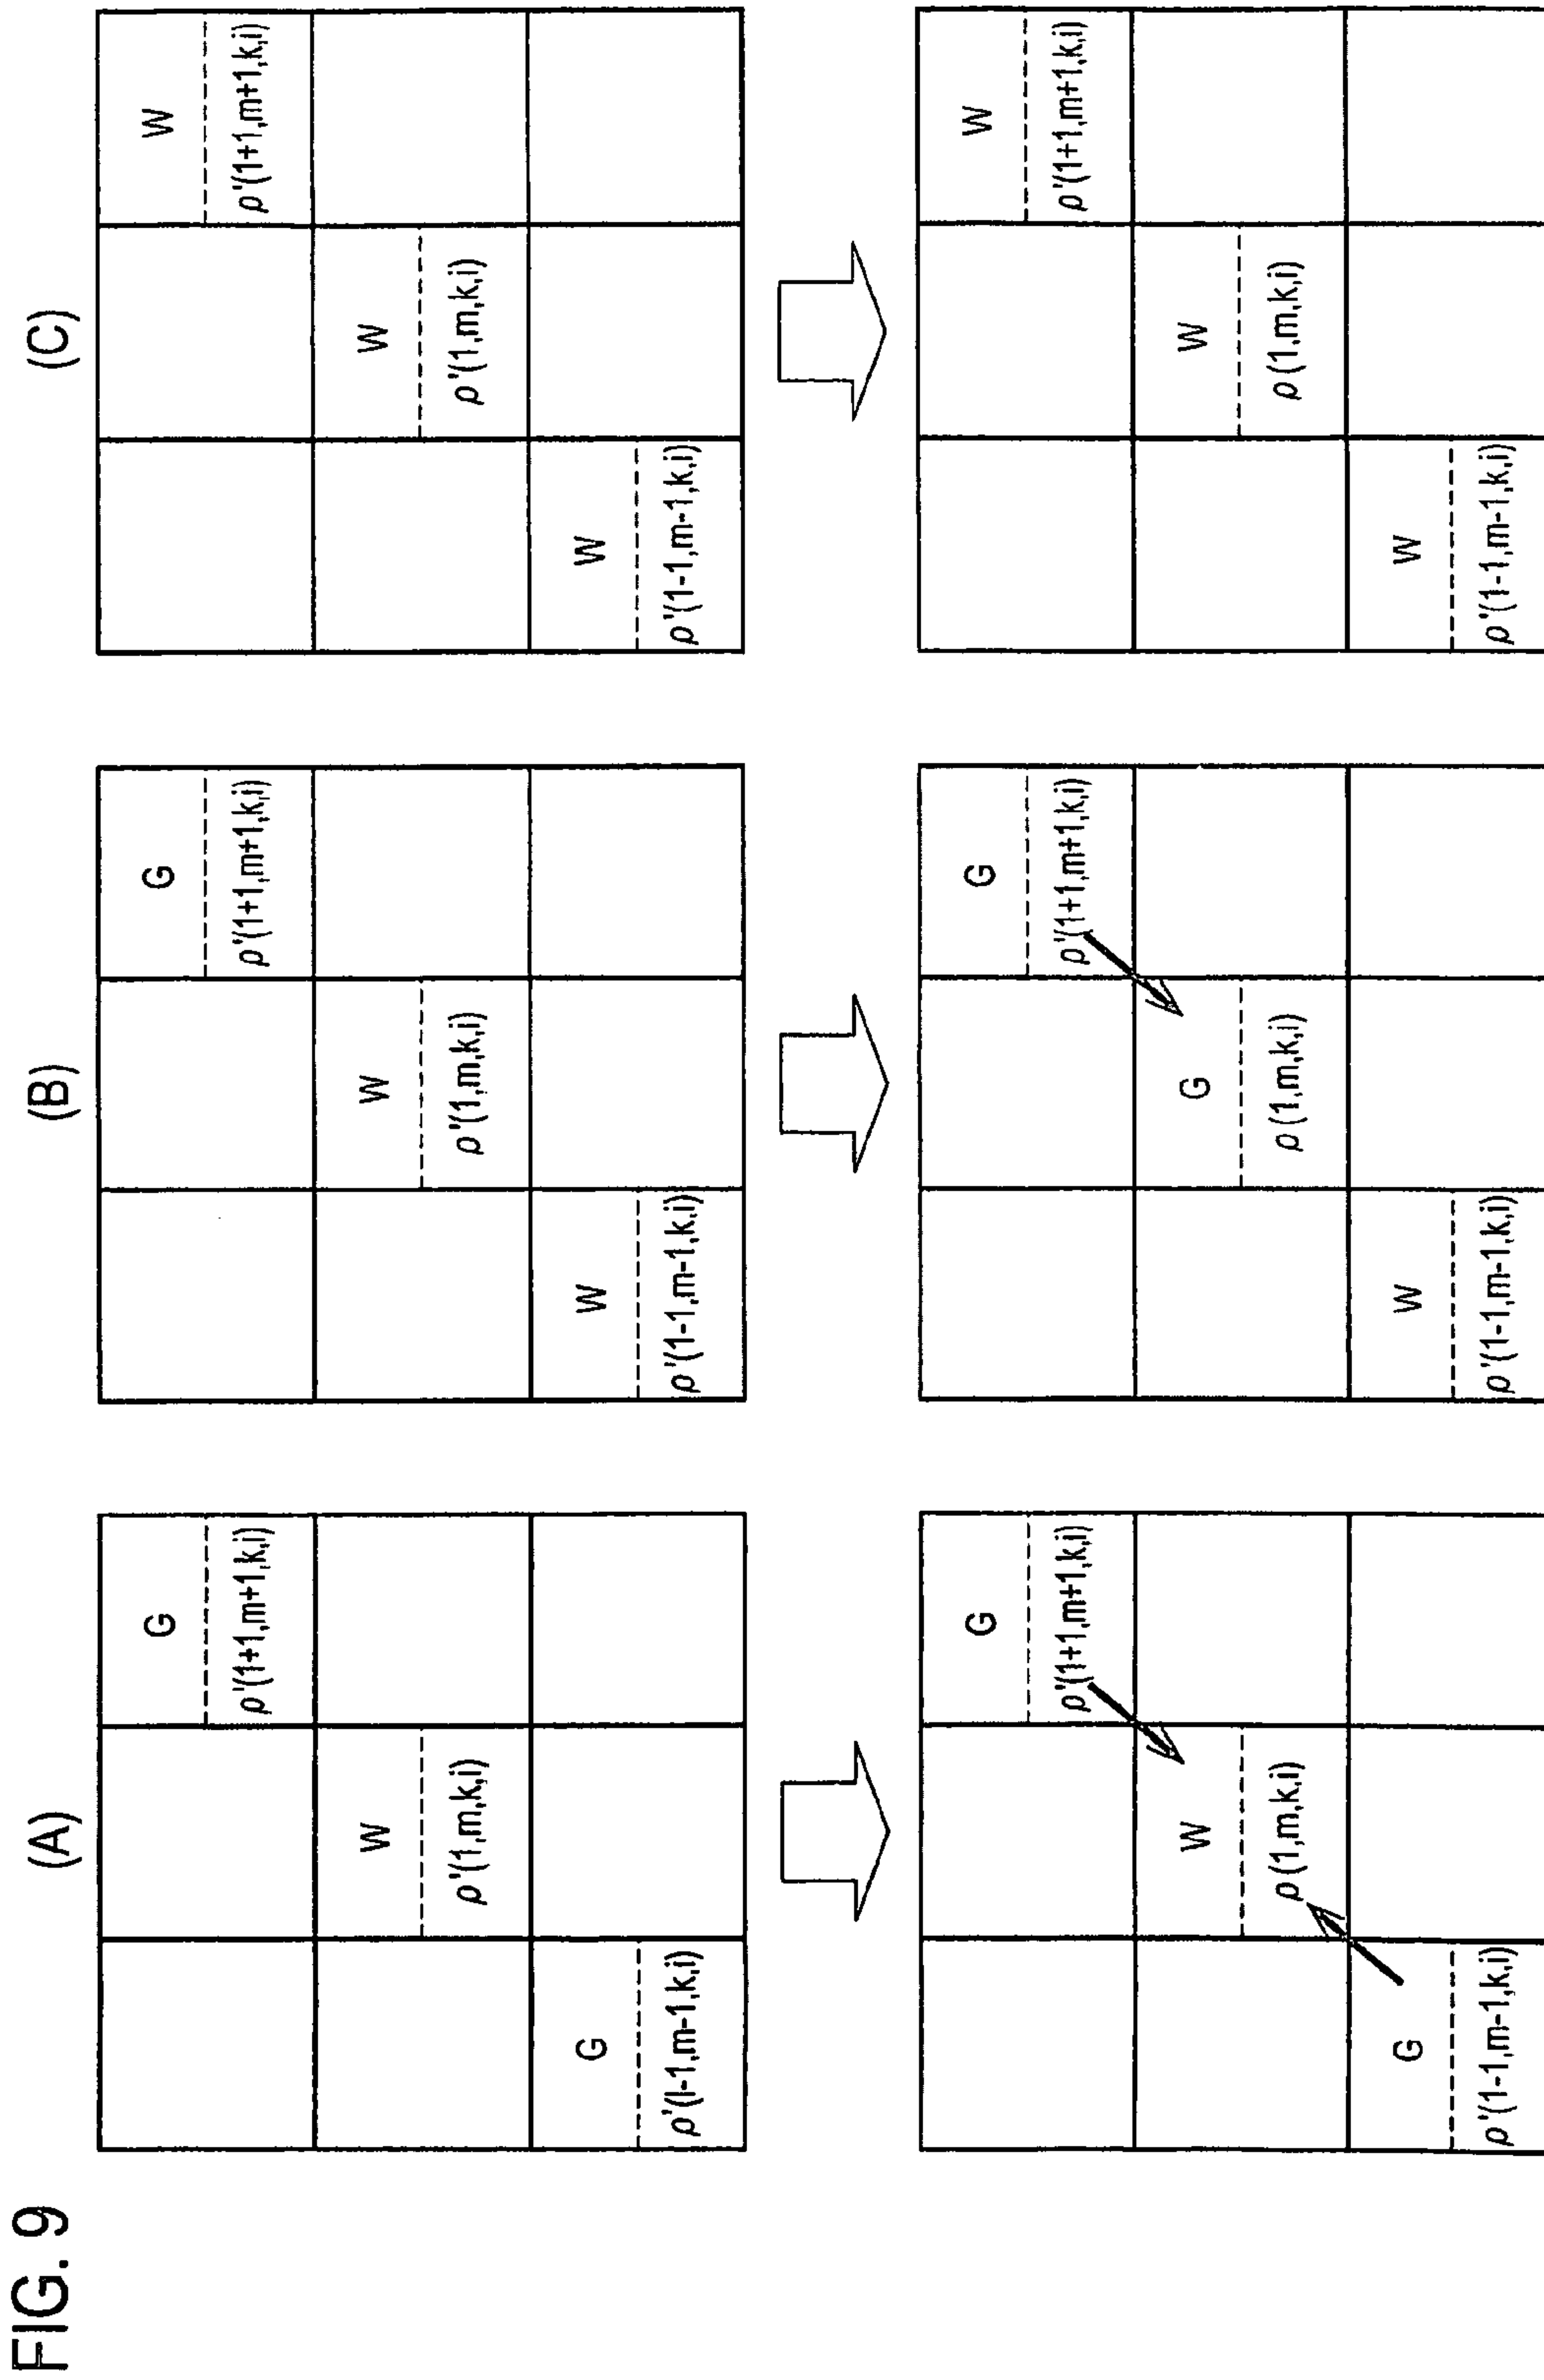 FIG. 9
(A)
G
ρ'(1+1,m+1,k,i)
W
ρ'(1,m,k,i)
G
ρ'(l-1,m-1,k,i)
G
ρ'(1+1,m+1,k,i)
W
ρ(1,m,k,i)
G
ρ'(1-1,m-1,k,i)
(B)
G
ρ'(1+1,m+1,k,i)
W
ρ'(1,m,k,i)
W
ρ'(1-1,m-1,k,i)
G
ρ'(1+1,m+1,k,i)
G
ρ(1,m,k,i)
W
ρ'(1-1,m-1,k,i)
(C)
W
ρ'(1+1,m+1,k,i)
W
ρ'(1,m,k,i)
W
ρ'(1-1,m-1,k,i)
W
ρ'(1+1,m+1,k,i)
W
ρ(1,m,k,i)
W
ρ'(1-1,m-1,k,i)